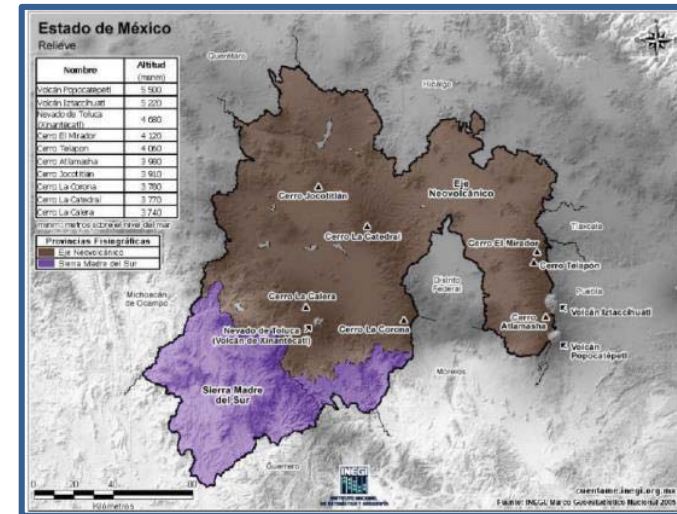 Estado de México
Relieve
Nombre Altitud
(msnm)
Volcán Popocatépetl 5 500
Volcán Iztaccíhuatl 5 220
Nevado de Toluca
(Xinantécatl) 4 680
Cerro El Mirador 4 120
Cerro Telapón 4 060
Cerro Atlamasha 3 980
Cerro Jocotitlán 3 910
Cerro La Corona 3 780
Cerro La Catedral 3 770
Cerro La Calera 3 740
msnm: metros sobre el nivel del mar
Provincias Fisiográficas
Eje Neovolcánico
Sierra Madre del Sur
Querétaro
Hidalgo
Cerro Jocotitlán
Eje
Neovolcánico
Cerro La Catedral
Tlaxcala
Cerro El Mirador
Cerro Telapón
Distrito
Federal
Puebla
Michoacán
de Ocampo
Cerro La Calera
Volcán Iztaccíhuatl
Nevado de Toluca
(Volcán de Xinantécatl)
Cerro La Corona
Cerro
Atlamasha
Volcán
Popocatépetl
Sierra Madre
del Sur
Morelos
Guerrero
0 20 40 80
Kilómetros
INEGI
INSTITUTO NACIONAL
DE ESTADÍSTICA Y GEOGRAFÍA
cuentame.inegi.org.mx
Fuente: INEGI. Marco Geoestadístico Nacional 2005